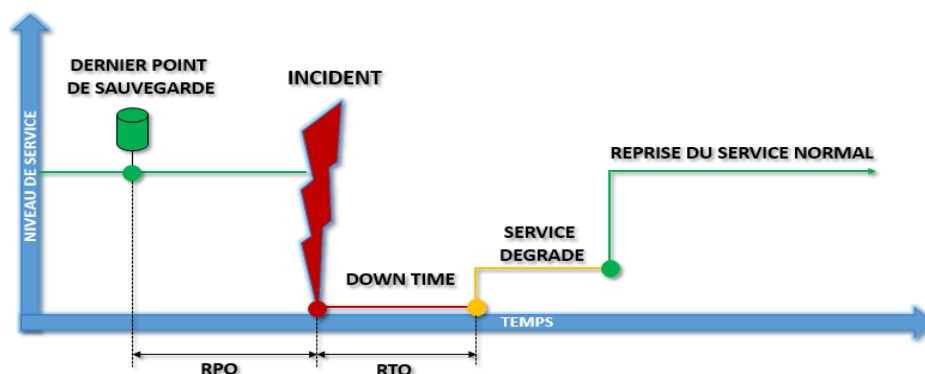 DERNIER POINT
DE SAUVEGARDE
INCIDENT
NIVEAU DE SERVICE
REPRISE DU SERVICE NORMAL
SERVICE
DEGRADE
DOWN TIME
TEMPS
RPO
RTO